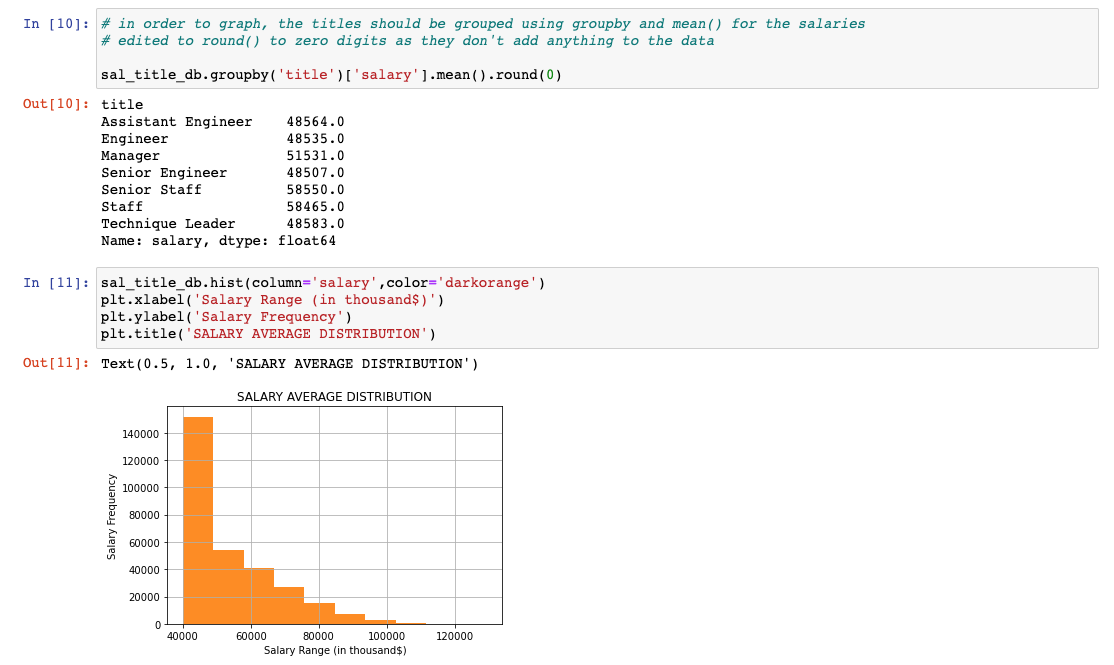 In [10]: # in order to graph, the titles should be grouped using groupby and mean() for the salaries
# edited to round() to zero digits as they don't add anything to the data
sal_title_db.groupby('title')['salary'].mean().round(0)
Out[10]: title
Assistant Engineer    48564.0
Engineer              48535.0
Manager               51531.0
Senior Engineer       48507.0
Senior Staff          58550.0
Staff                 58465.0
Technique Leader      48583.0
Name: salary, dtype: float64
In [11]: sal_title_db.hist(column='salary',color='darkorange')
plt.xlabel('Salary Range (in thousand$)')
plt.ylabel('Salary Frequency')
plt.title('SALARY AVERAGE DISTRIBUTION')
Out[11]: Text(0.5, 1.0, 'SALARY AVERAGE DISTRIBUTION')
SALARY AVERAGE DISTRIBUTION
Salary Frequency
140000
120000
100000
80000
60000
40000
20000
0
40000 60000 80000 100000 120000
Salary Range (in thousand$)